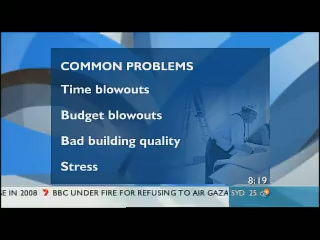 COMMON PROBLEMS
Time blowouts
Budget blowouts
Bad building quality
Stress
8:19
E IN 2008 7 BBC UNDER FIRE FOR REFUSING TO AIR GAZA SYD 25